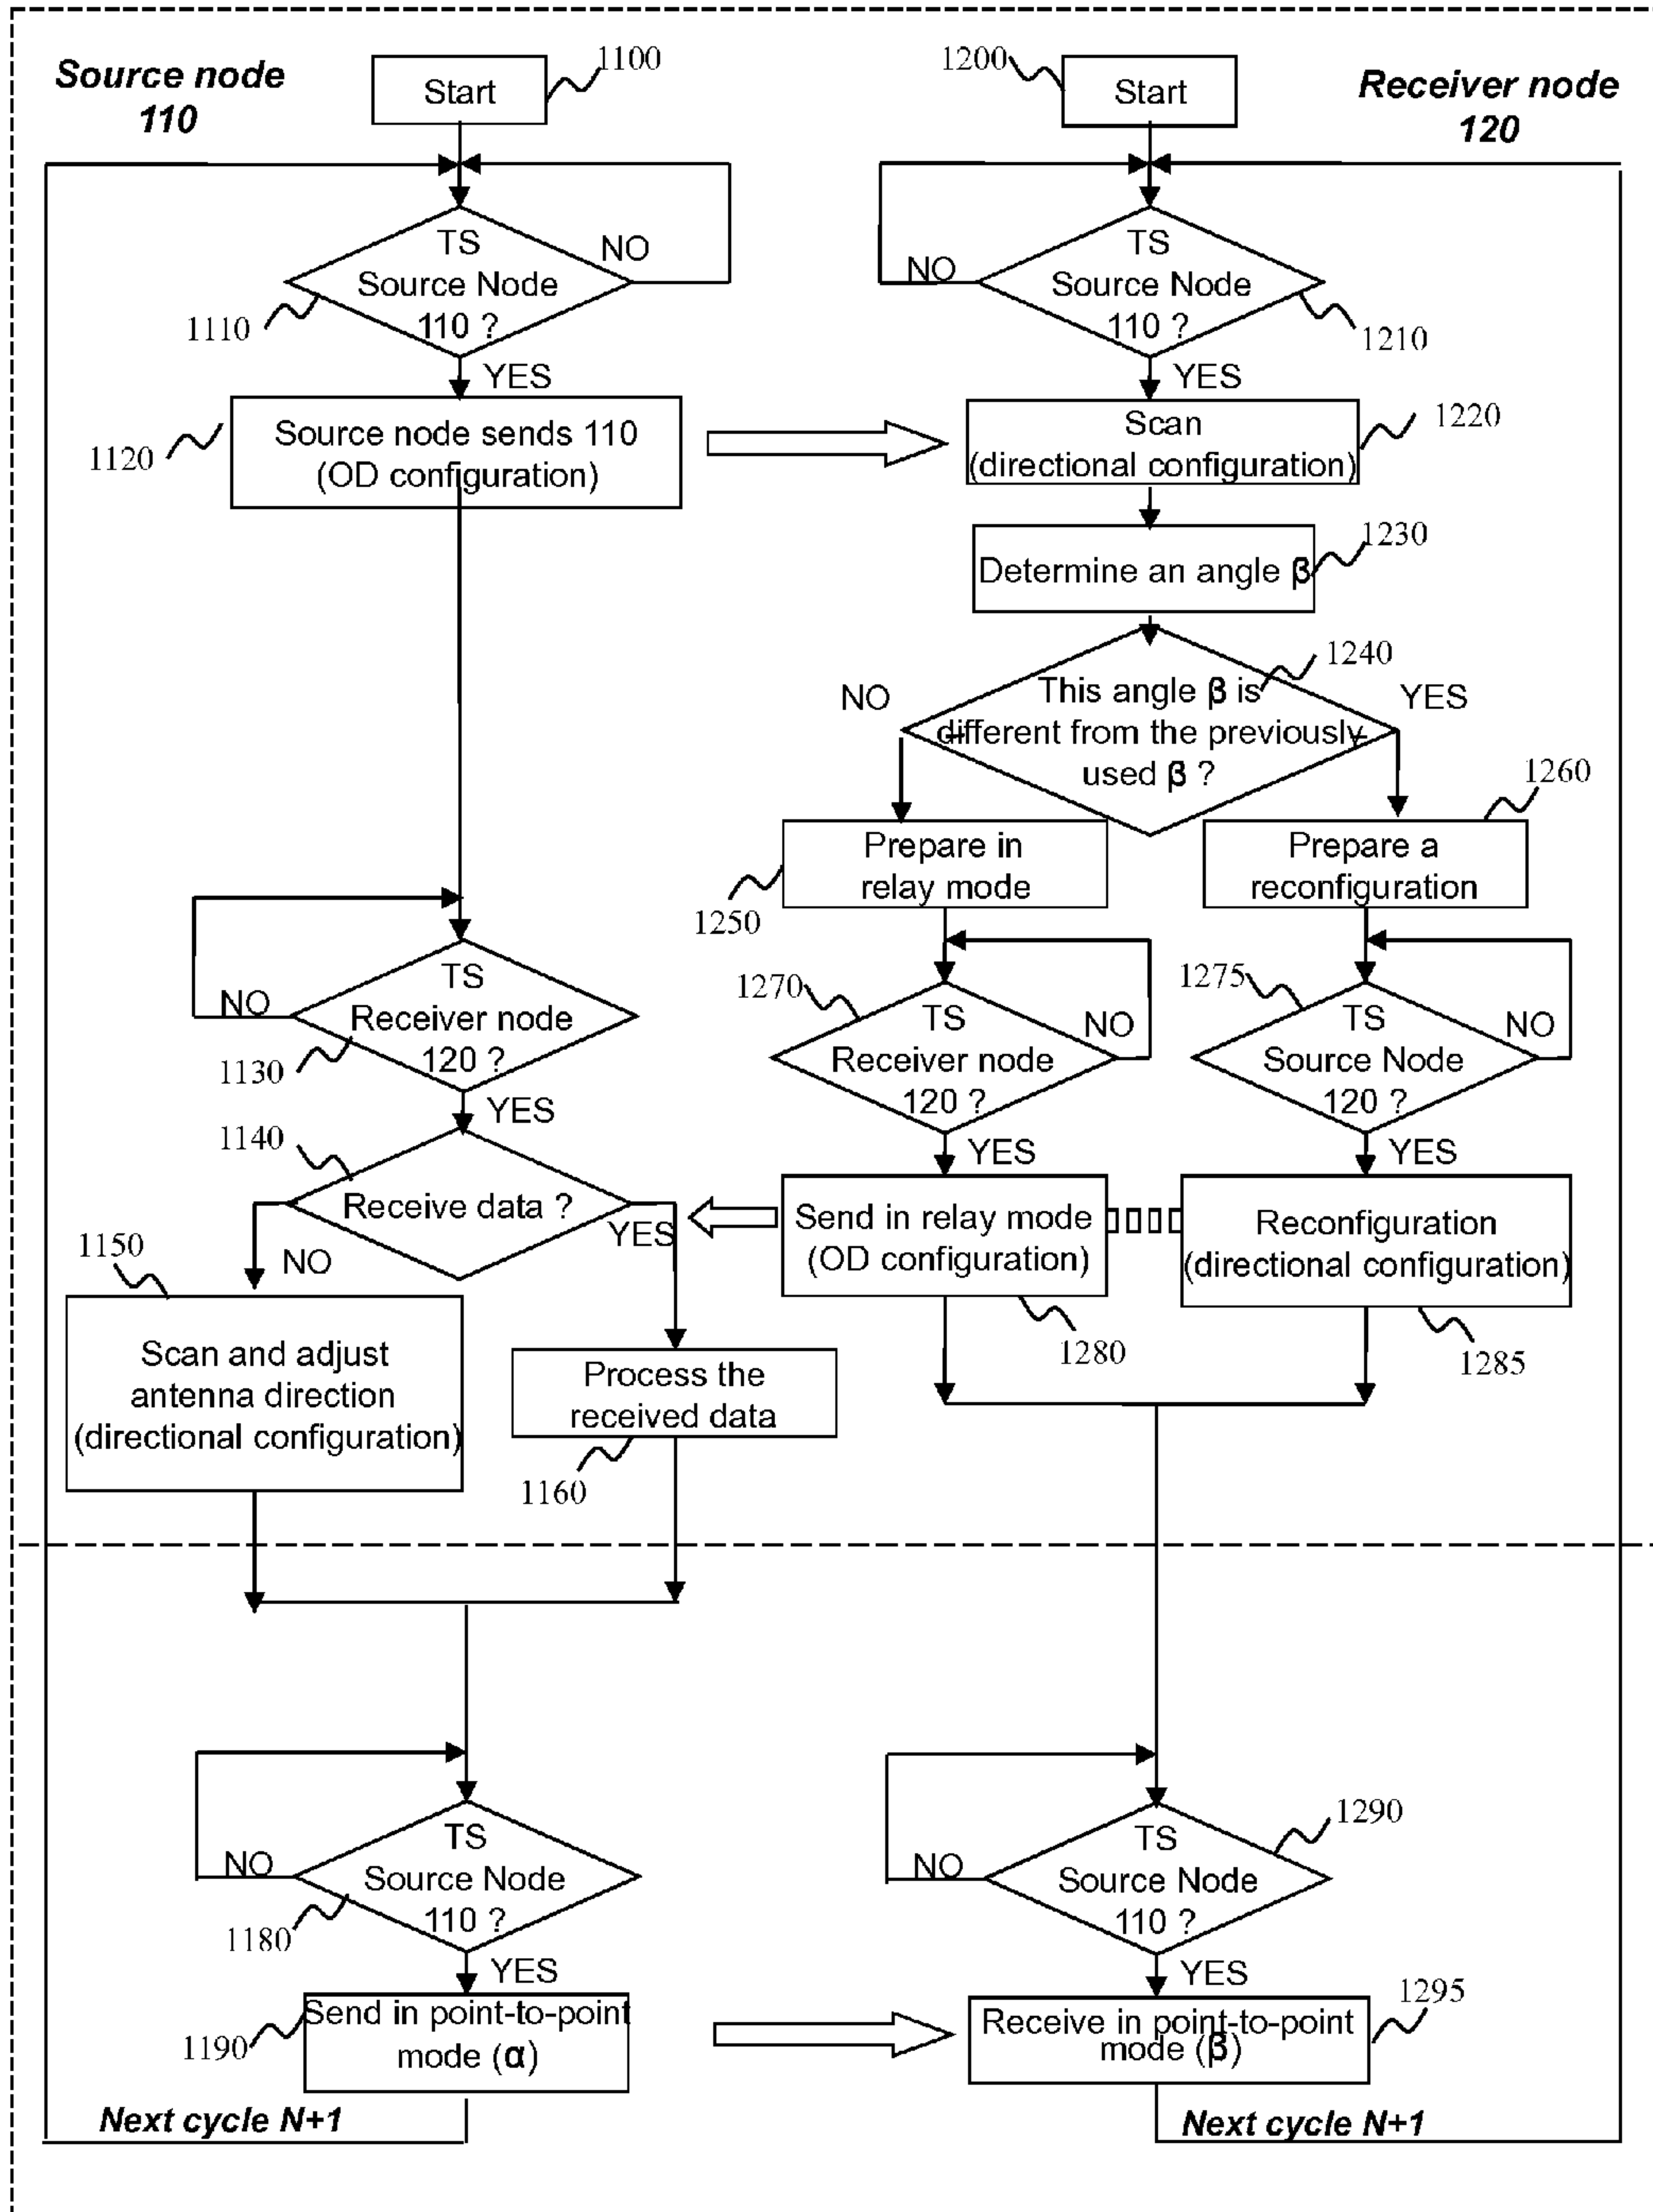 Source node
110
Start
1100
1200
Start
Receiver node
120
TS
Source Node
110 ?
NO
1110
YES
TS
Source Node
110 ?
NO
1210
YES
Source node sends 110
(OD configuration)
1120
Scan
(directional configuration)
1220
Determine an angle β
1230
This angle β is
different from the previously
used β ?
1240
NO
YES
Prepare in
relay mode
1250
Prepare a
reconfiguration
1260
TS
Receiver node
120 ?
NO
1130
YES
1270
TS
Receiver node
120 ?
NO
YES
1275
TS
Source Node
120 ?
NO
YES
1140
Receive data ?
YES
NO
Send in relay mode
(OD configuration)
1280
Reconfiguration
(directional configuration)
1285
1150
Scan and adjust
antenna direction
(directional configuration)
Process the
received data
1160
TS
Source Node
110 ?
NO
1180
YES
TS
Source Node
110 ?
NO
1290
YES
Send in point-to-point
mode (α)
1190
Receive in point-to-point
mode (β)
1295
Next cycle N+1
Next cycle N+1